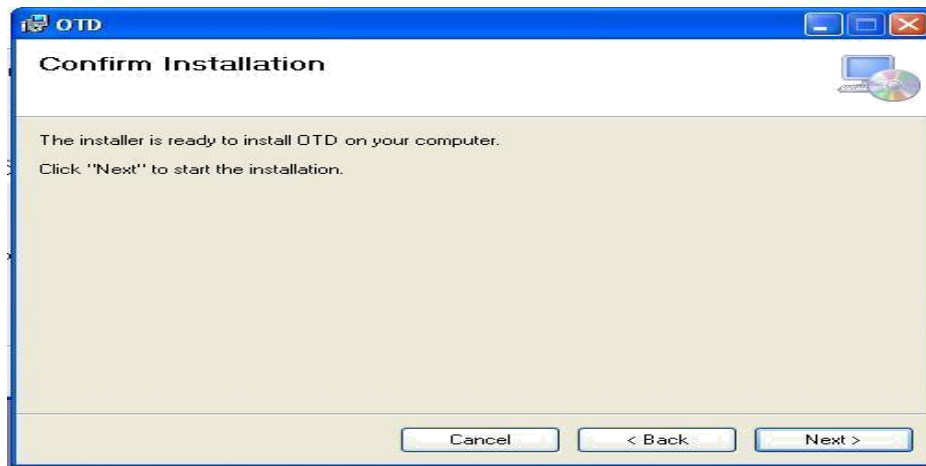 OTD
Confirm Installation
The installer is ready to install OTD on your computer.
Click "Next" to start the installation.
Cancel
< Back
Next >